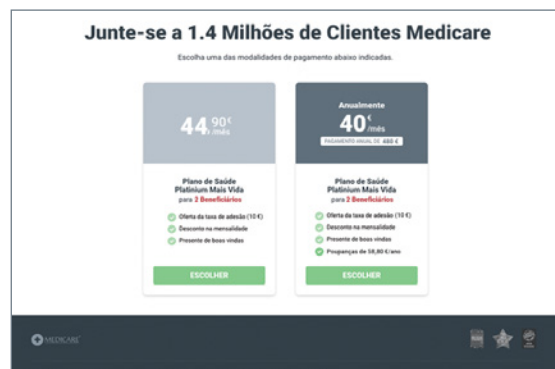 Junte-se a 1.4 Milhões de Clientes Medicare
Escolha uma das modalidades de pagamento abaixo indicadas.
44,90€
/mês
Plano de Saúde
Platinium Mais Vida
para 2 Beneficiários
Oferta da taxa de adesão (10 €)
Desconto na mensalidade
Presente de boas vindas
ESCOLHER
Anualmente
40€
/mês
PAGAMENTO ANUAL DE 480 €
Plano de Saúde
Platinium Mais Vida
para 2 Beneficiários
Oferta da taxa de adesão (10 €)
Desconto na mensalidade
Presente de boas vindas
Poupanças de 58,80 €/ano
ESCOLHER
MEDICARE